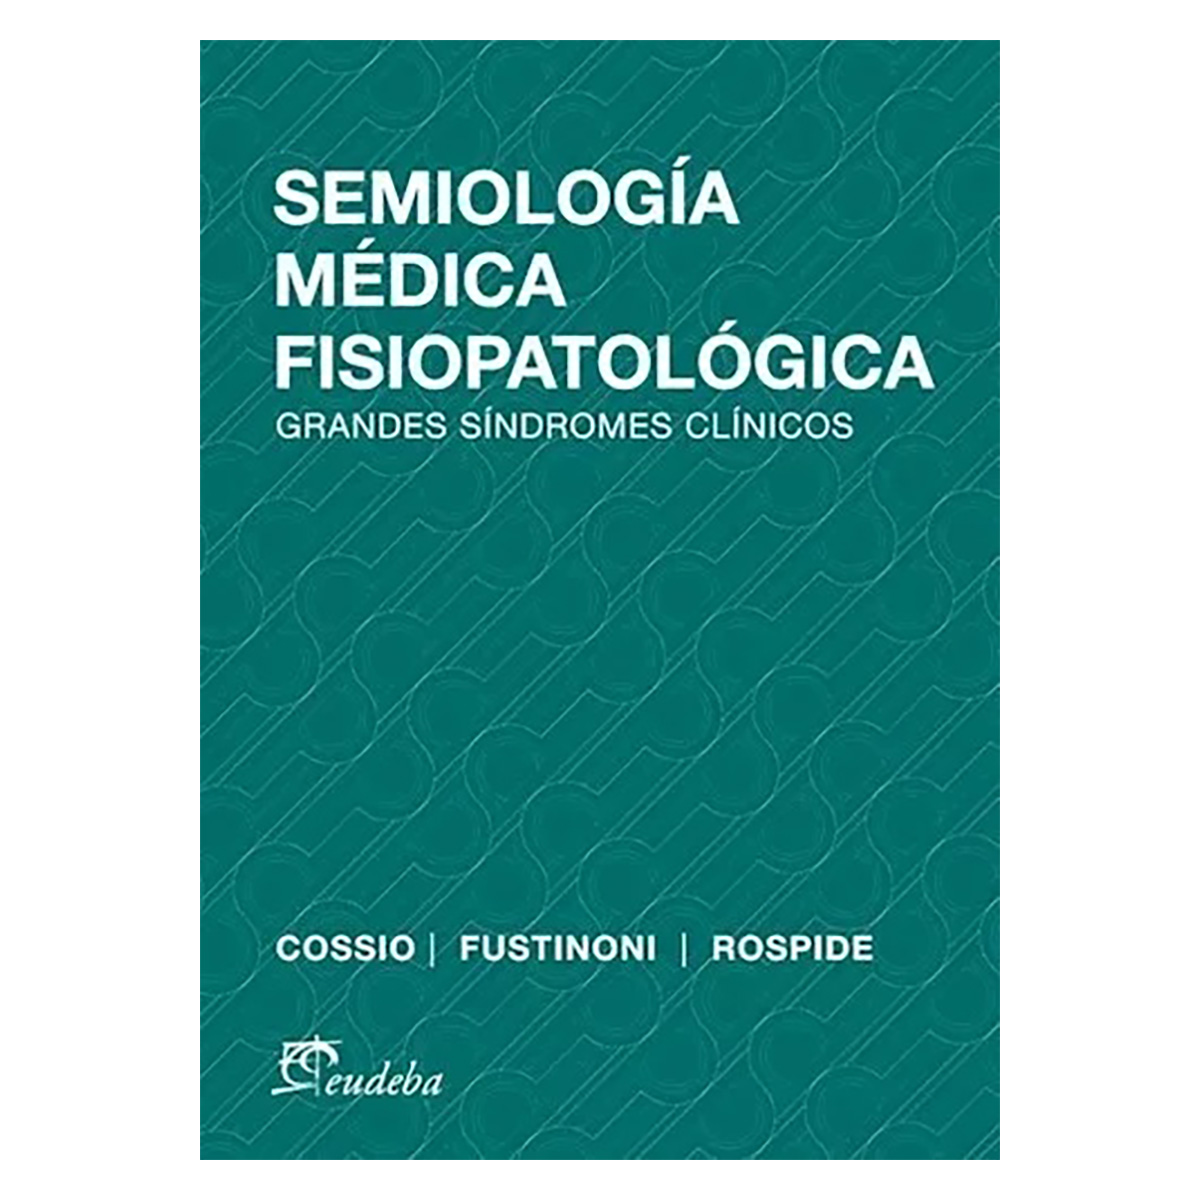 SEMIOLOGÍA
MÉDICA
FISIOPATOLÓGICA
GRANDES SÍNDROMES CLÍNICOS
COSSIO | FUSTINONI | ROSPIDE
eudeba